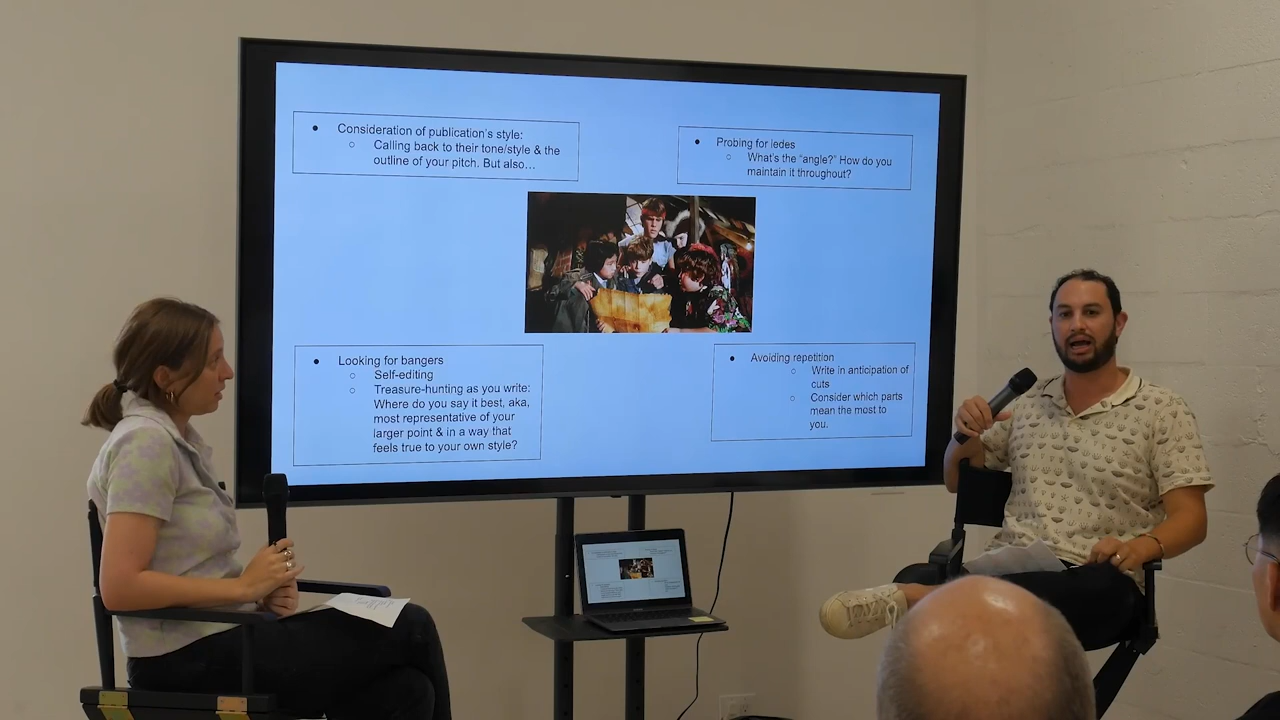 ● Consideration of publication's style:
○ Calling back to their tone/style & the
outline of your pitch. But also…
● Probing for ledes
○ What's the "angle?" How do you
maintain it throughout?
● Looking for bangers
○ Self-editing
○ Treasure-hunting as you write:
Where do you say it best, aka,
most representative of your
larger point & in a way that
feels true to your own style?
● Avoiding repetition
○ Write in anticipation of
cuts
○ Consider which parts
mean the most to
you.